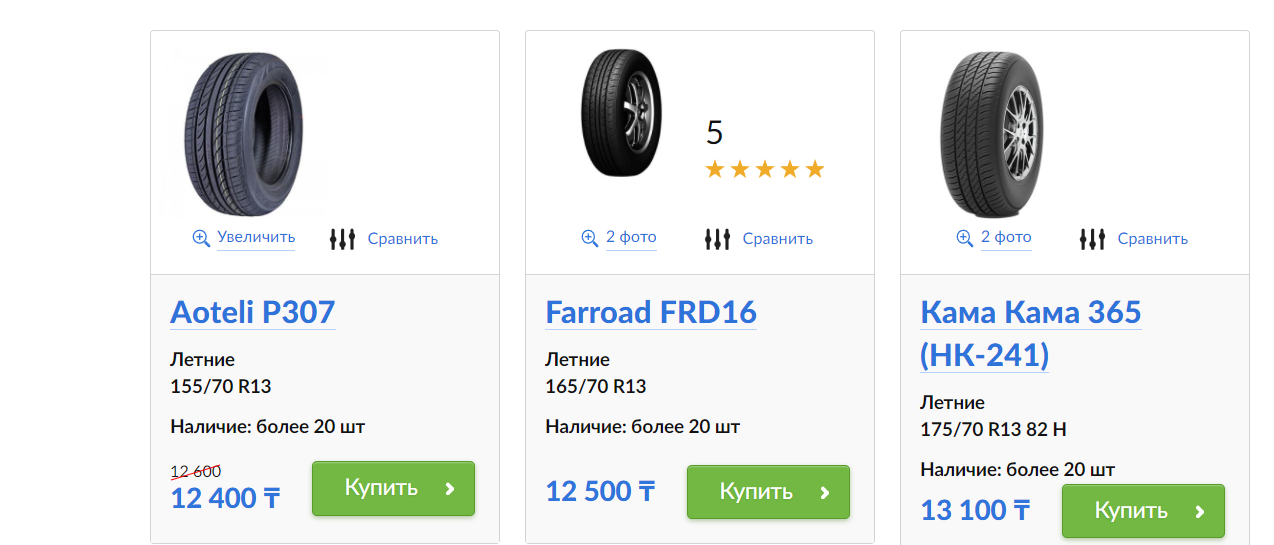 Увеличить
Сравнить
Aoteli P307
Летние
155/70 R13
Наличие: более 20 шт
12 600
12 400 ₸
Купить
5
2 фото
Сравнить
Farroad FRD16
Летние
165/70 R13
Наличие: более 20 шт
12 500 ₸
Купить
2 фото
Сравнить
Кама Кама 365
(НК-241)
Летние
175/70 R13 82 H
Наличие: более 20 шт
13 100 ₸
Купить